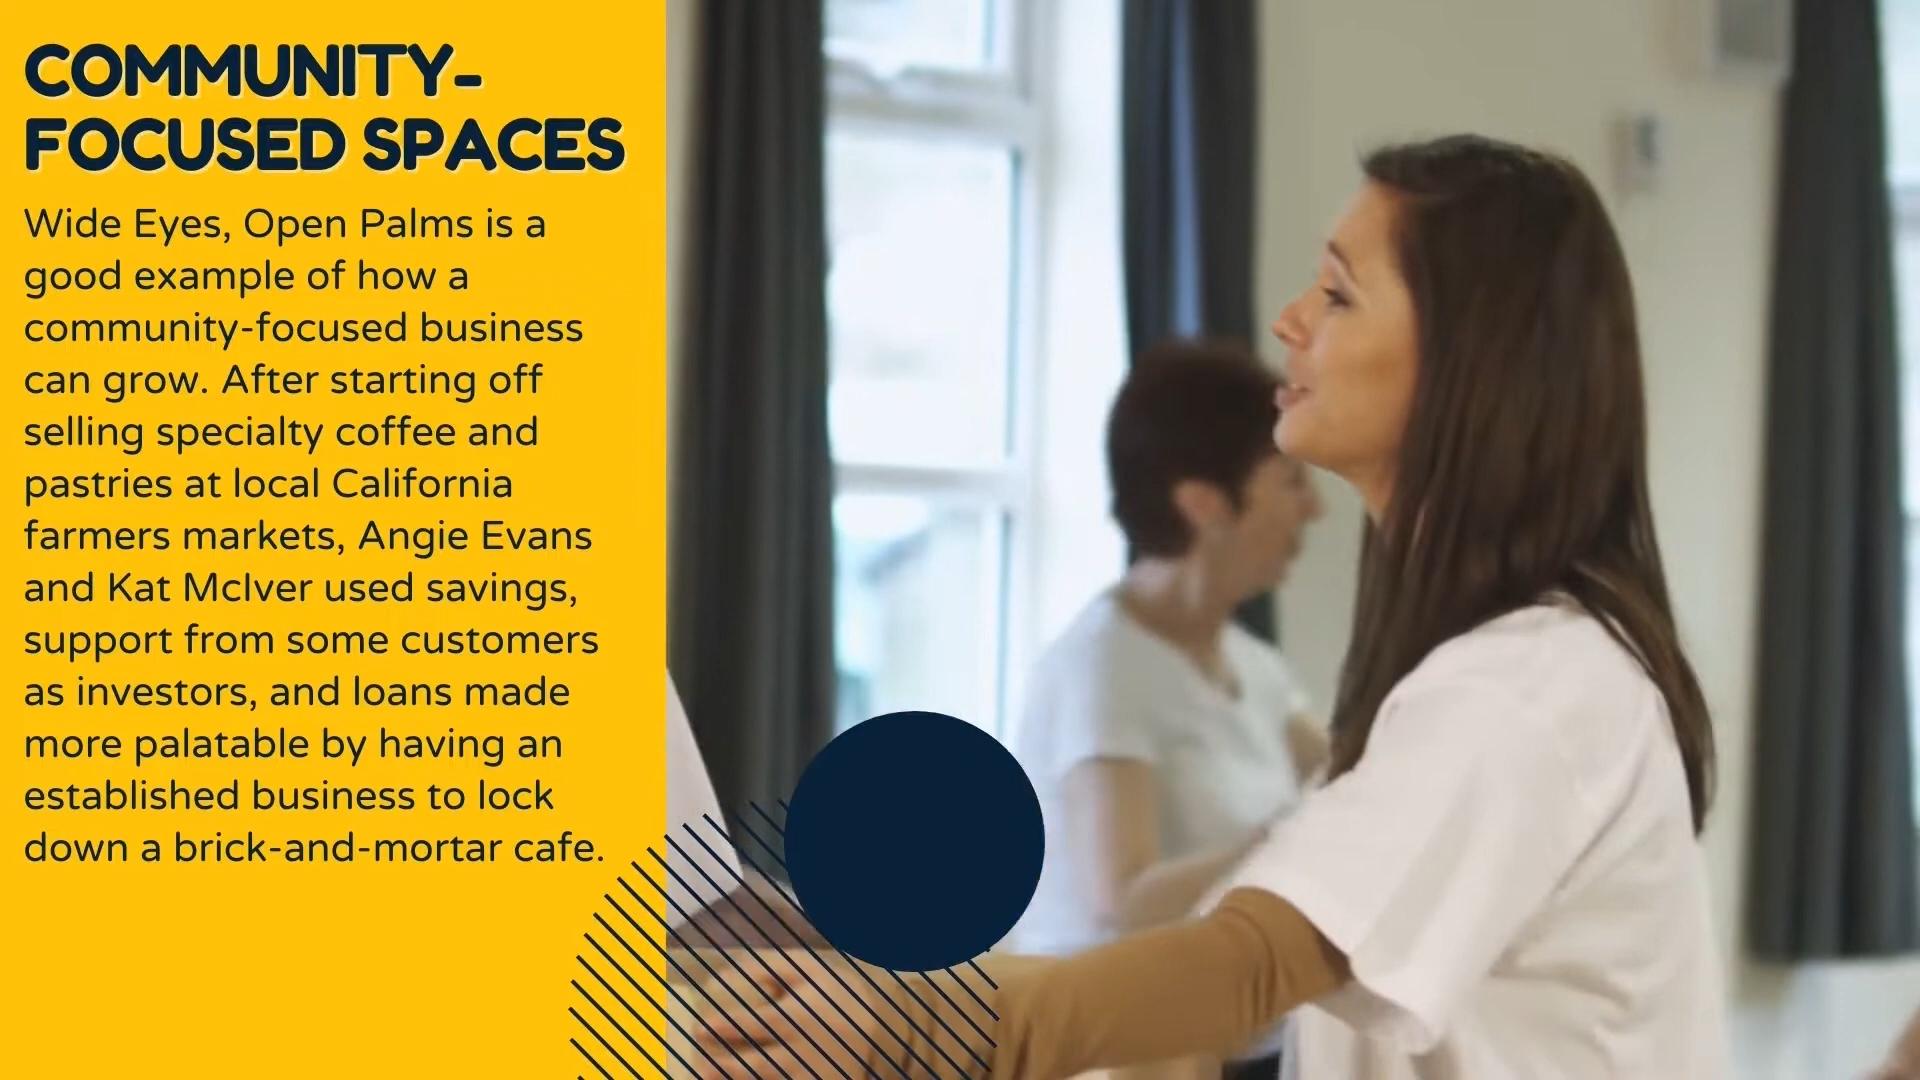 COMMUNITY-
FOCUSED SPACES
Wide Eyes, Open Palms is a
good example of how a
community-focused business
can grow. After starting off
selling specialty coffee and
pastries at local California
farmers markets, Angie Evans
and Kat McIver used savings,
support from some customers
as investors, and loans made
more palatable by having an
established business to lock
down a brick-and-mortar cafe.